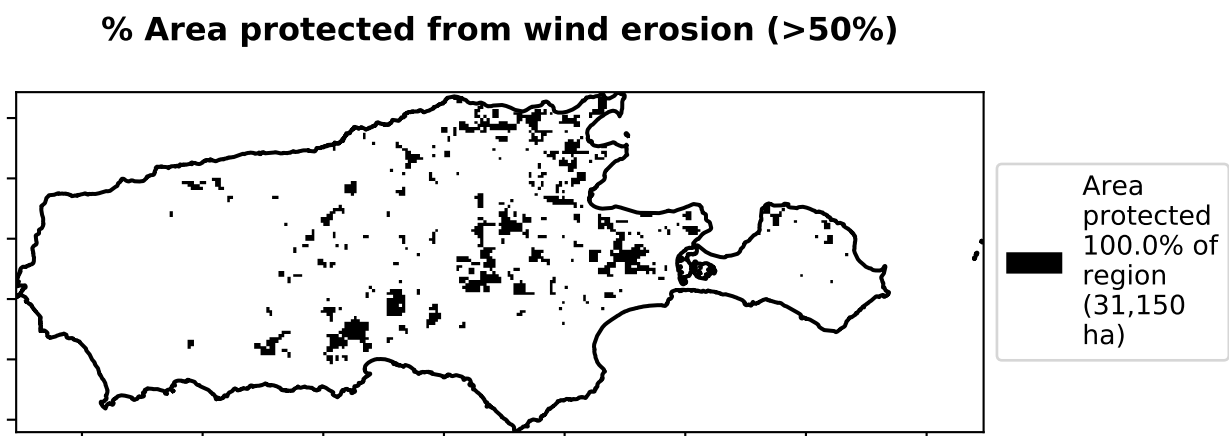 % Area protected from wind erosion (>50%)
Area
protected
100.0% of
region
(31,150
ha)